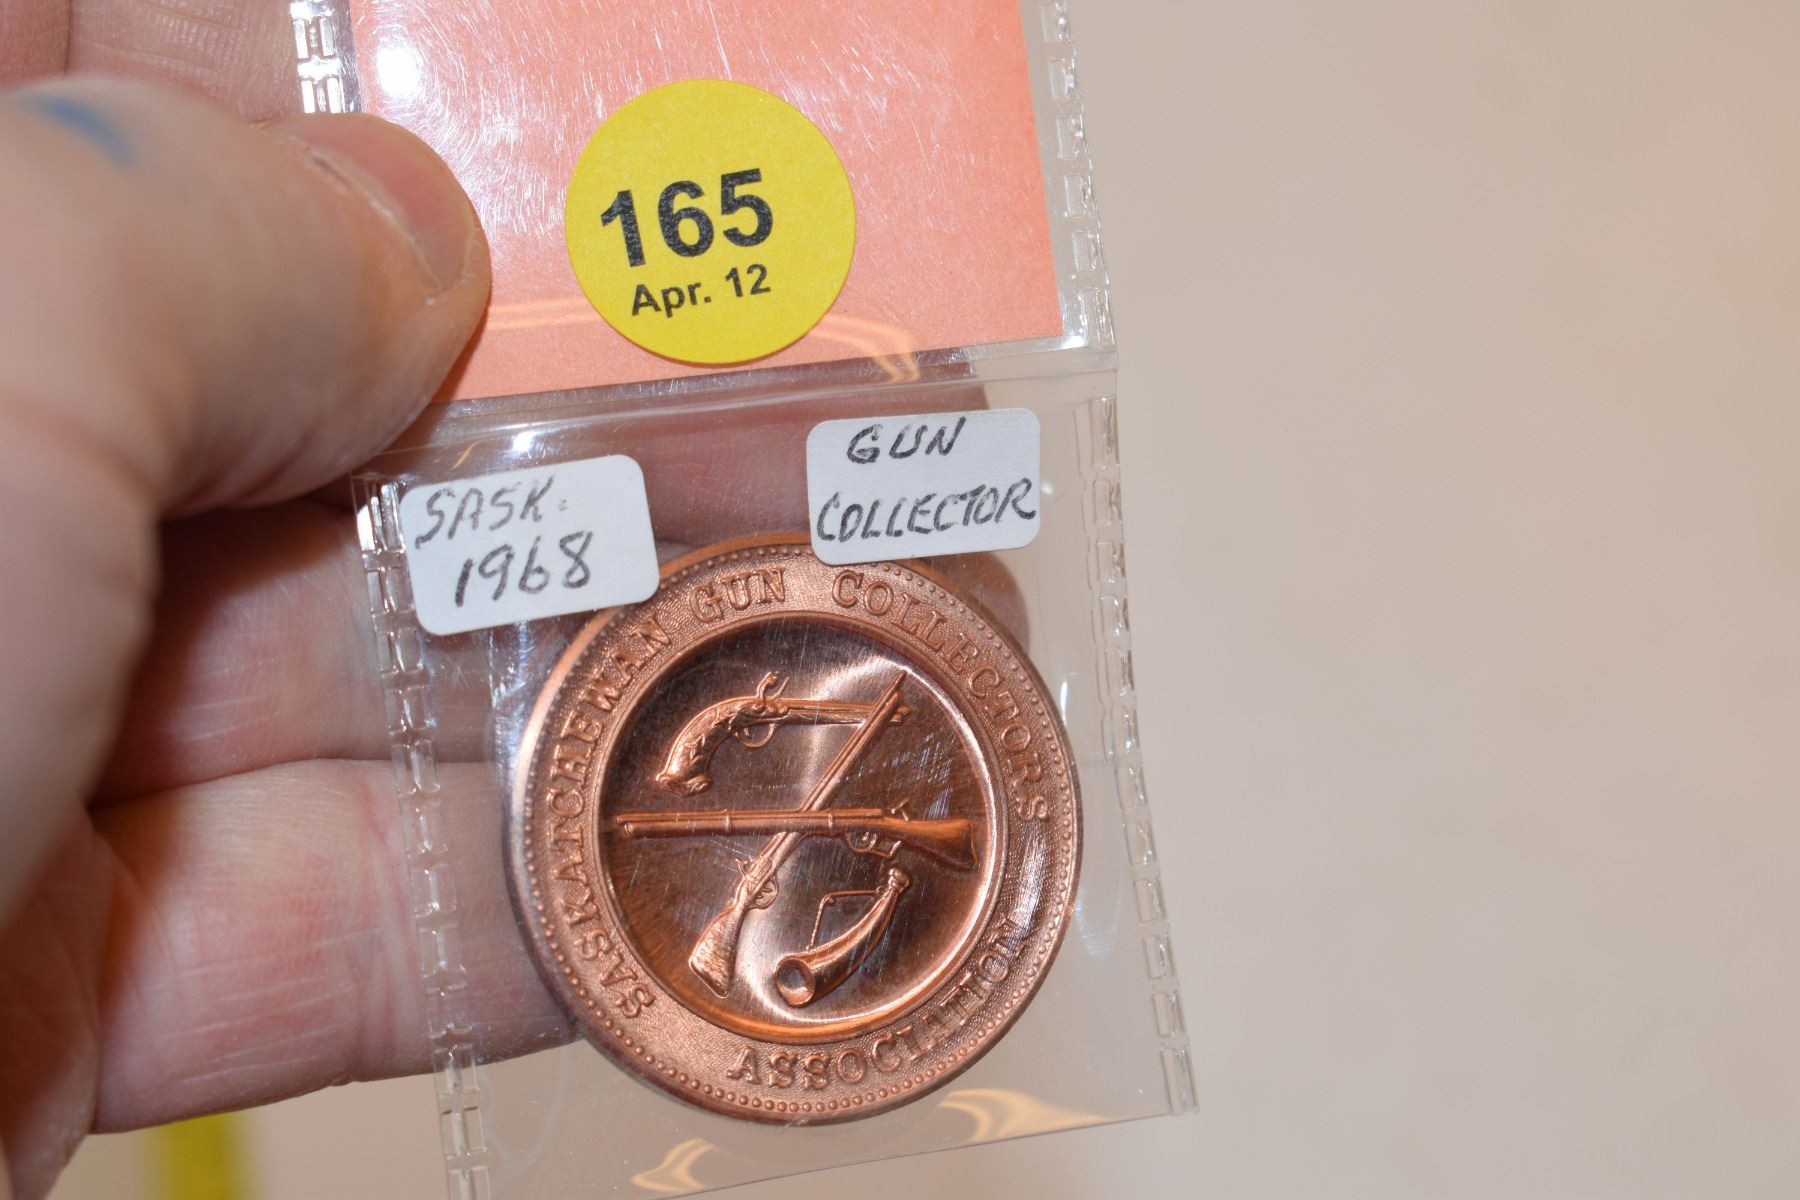 165
Apr. 12
SASK.
1968
GUN
COLLECTOR
SASKATCHEWAN GUN COLLECTORS
ASSOCIATION